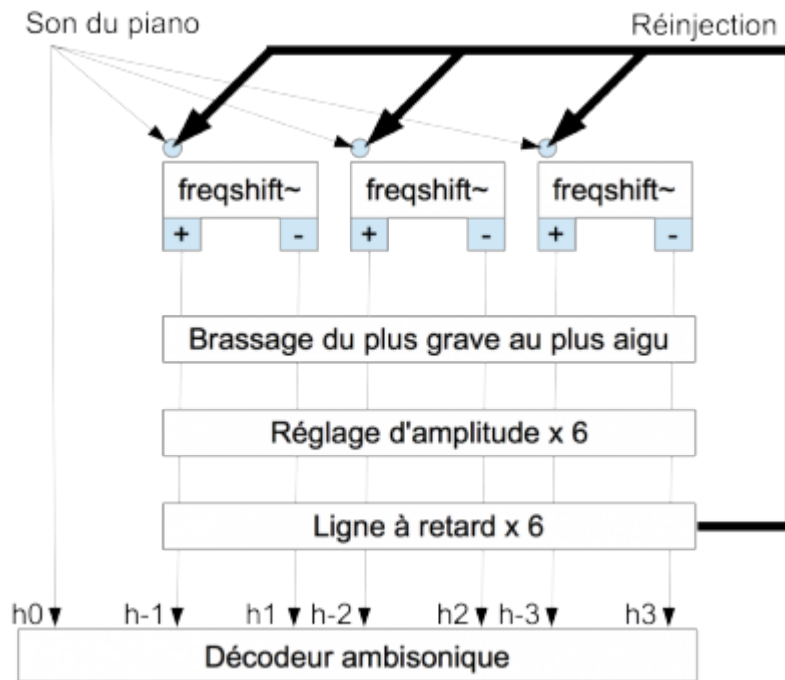 Son du piano
Réinjection
freqshift~ freqshift~ freqshift~
+ - + - + -
Brassage du plus grave au plus aigu
Réglage d'amplitude x 6
Ligne à retard x 6
h0 h-1 h1 h-2 h2 h-3 h3
Décodeur ambisonique